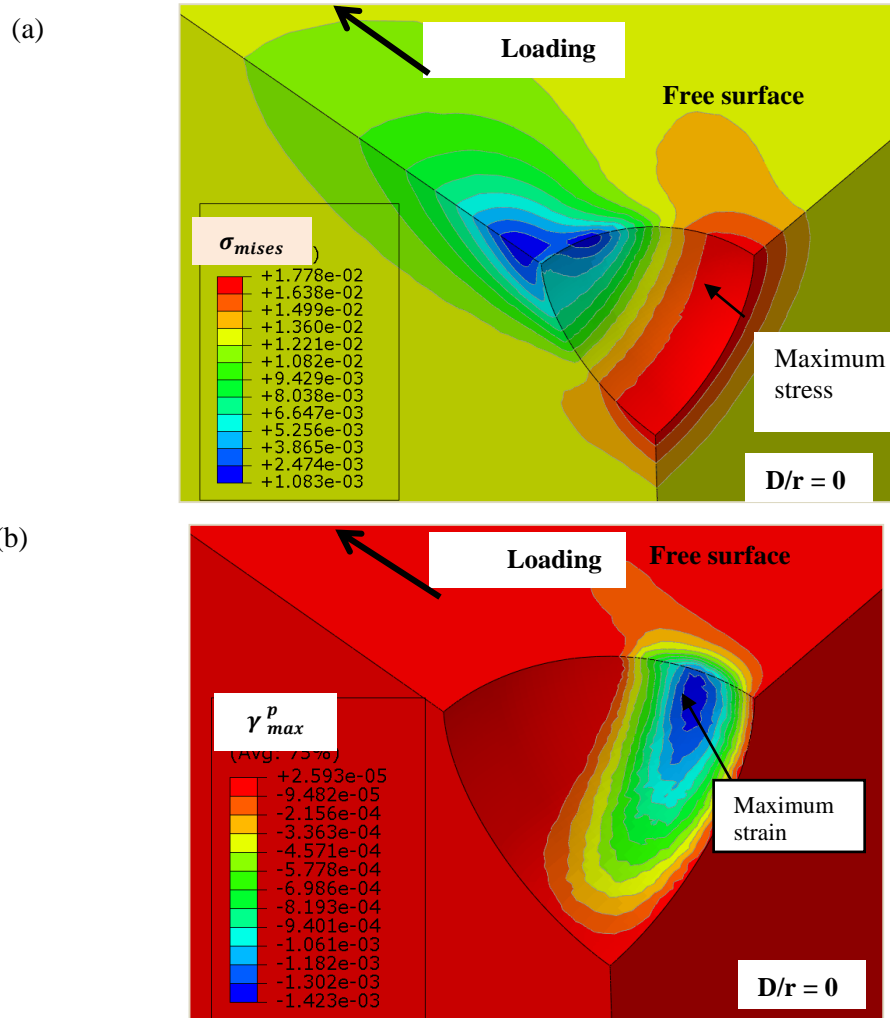 (a)
Loading
Free surface
σ_mises
)
+1.778e-02
+1.638e-02
+1.499e-02
+1.360e-02
+1.221e-02
+1.082e-02
+9.429e-03
+8.038e-03
+6.647e-03
+5.256e-03
+3.865e-03
+2.474e-03
+1.083e-03
Maximum
stress
D/r = 0
(b)
Loading
Free surface
γ^p_max
(Avg: 75%)
+2.593e-05
-9.482e-05
-2.156e-04
-3.363e-04
-4.571e-04
-5.778e-04
-6.986e-04
-8.193e-04
-9.401e-04
-1.061e-03
-1.182e-03
-1.302e-03
-1.423e-03
Maximum
strain
D/r = 0